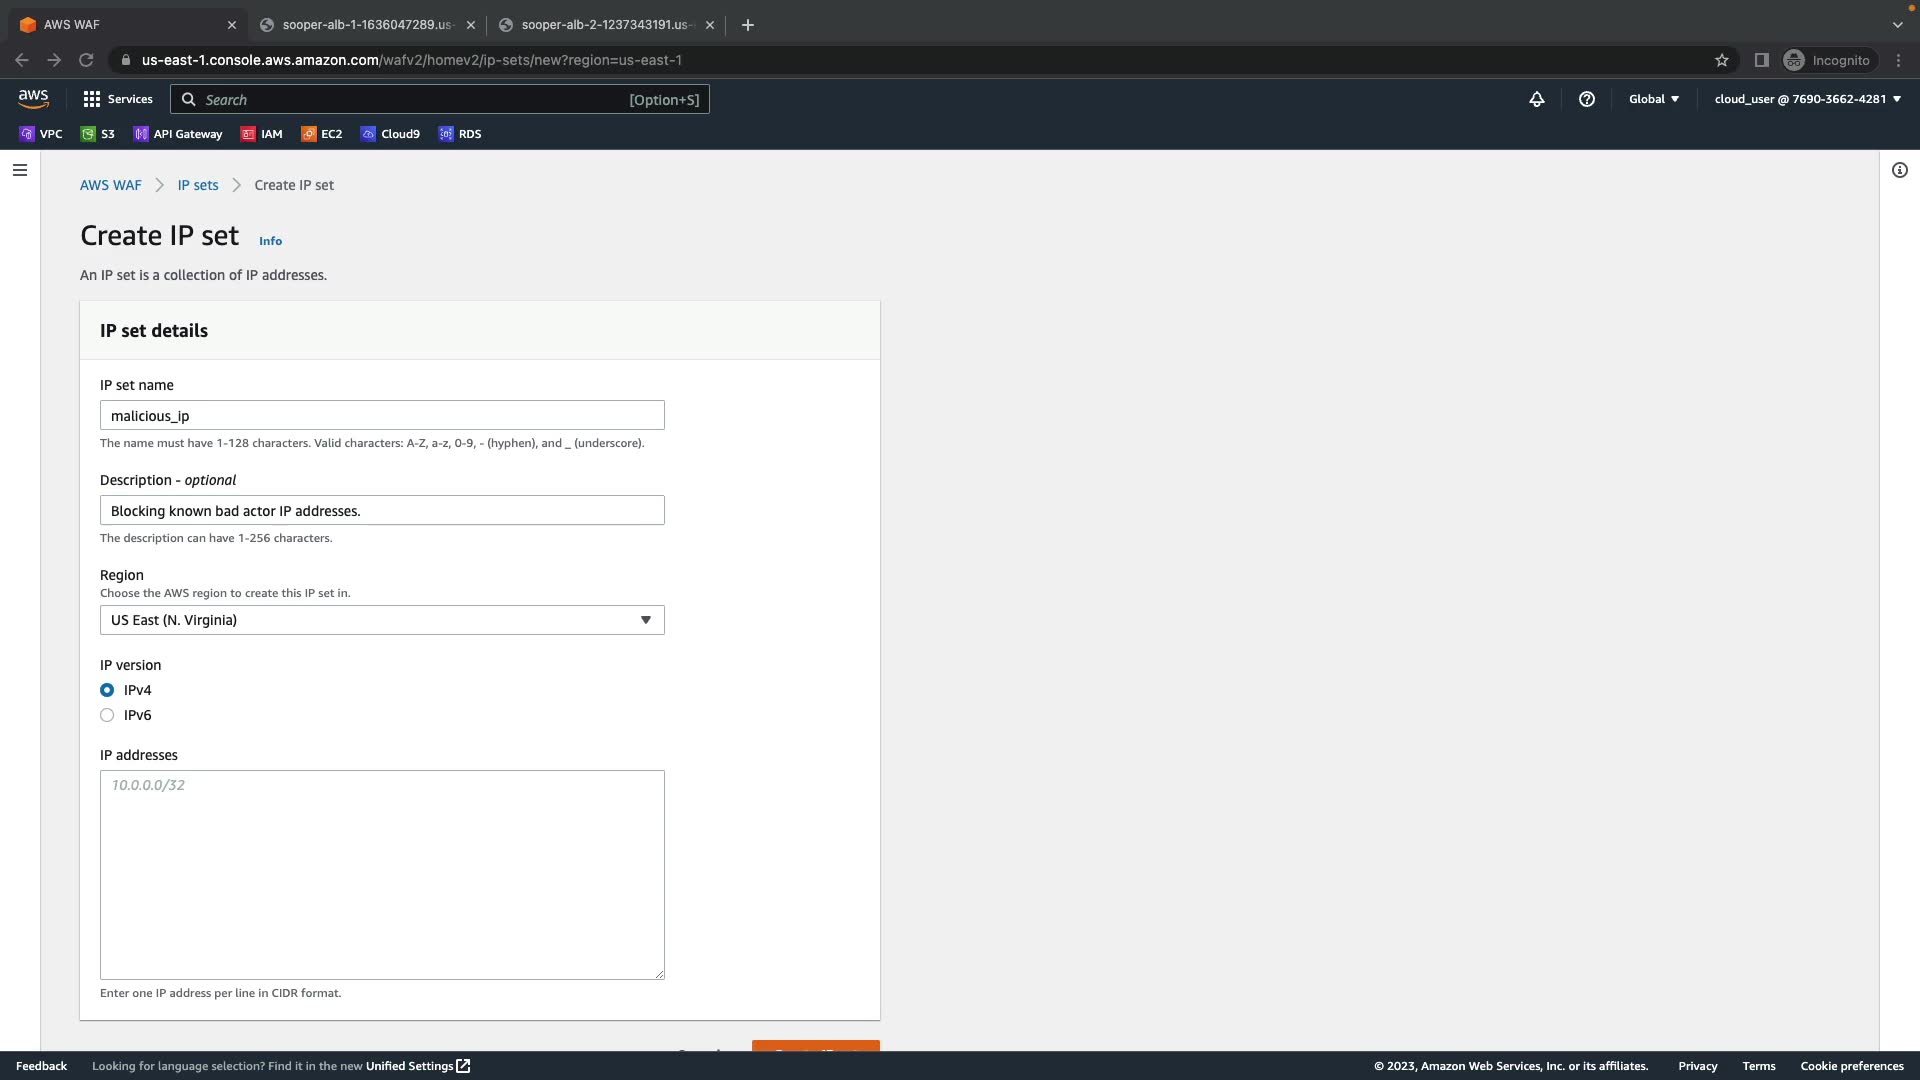 AWS WAF
sooper-alb-1-1636047289.us-
sooper-alb-2-1237343191.us-
us-east-1.console.aws.amazon.com/wafv2/homev2/ip-sets/new?region=us-east-1
Incognito
aws
Services
Search
[Option+S]
Global
cloud_user @ 7690-3662-4281
VPC
S3
API Gateway
IAM
EC2
Cloud9
RDS
AWS WAF
IP sets
Create IP set
Create IP set Info
An IP set is a collection of IP addresses.
IP set details
IP set name
malicious_ip
The name must have 1-128 characters. Valid characters: A-Z, a-z, 0-9, - (hyphen), and _ (underscore).
Description - optional
Blocking known bad actor IP addresses.
The description can have 1-256 characters.
Region
Choose the AWS region to create this IP set in.
US East (N. Virginia)
IP version
IPv4
IPv6
IP addresses
10.0.0.0/32
Enter one IP address per line in CIDR format.
Feedback
Looking for language selection? Find it in the new Unified Settings
© 2023, Amazon Web Services, Inc. or its affiliates.
Privacy
Terms
Cookie preferences